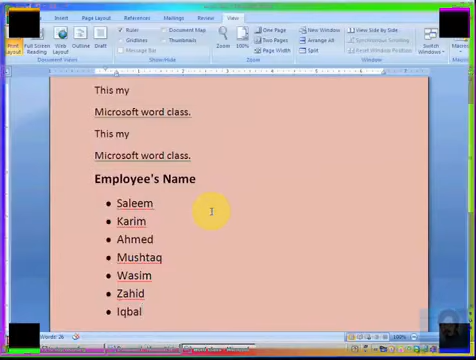 Insert Page Layout References Mailings Review View
Ruler Document Map One Page New Window View Side by Side
Gridlines Thumbnails Two Pages Arrange All Synchronous Scrolling
Message Bar Page Width Split Reset Window Position
Print Layout Full Screen Reading Web Layout Outline Draft Zoom 100% Switch Windows Macros
Document Views Show/Hide Zoom Window Macros
This my
Microsoft word class.
This my
Microsoft word class.
Employee's Name
• Saleem
• Karim
• Ahmed
• Mushtaq
• Wasim
• Zahid
• Iqbal
Words: 26 100%